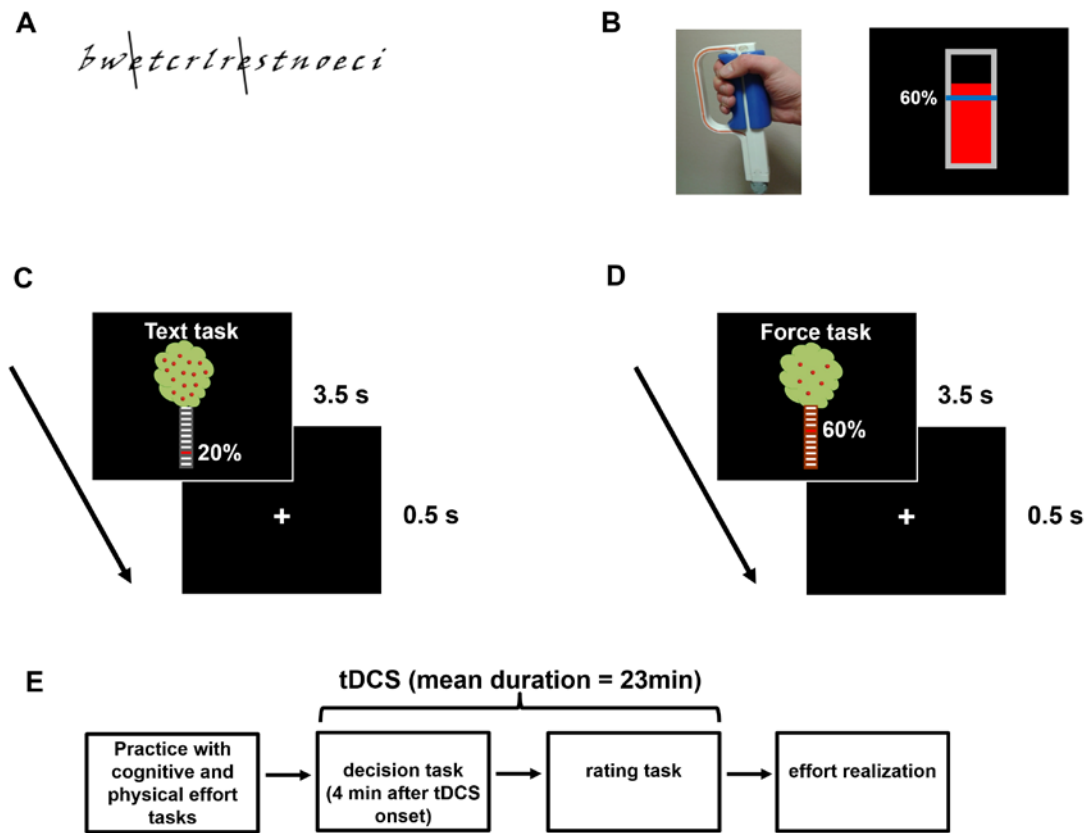 A
bwetcrlrestnoeci
B
60%
C
Text task
20%
3.5 s
+
0.5 s
D
Force task
60%
3.5 s
+
0.5 s
E
tDCS (mean duration = 23min)
Practice with
cognitive and
physical effort
tasks
decision task
(4 min after tDCS
onset)
rating task
effort realization